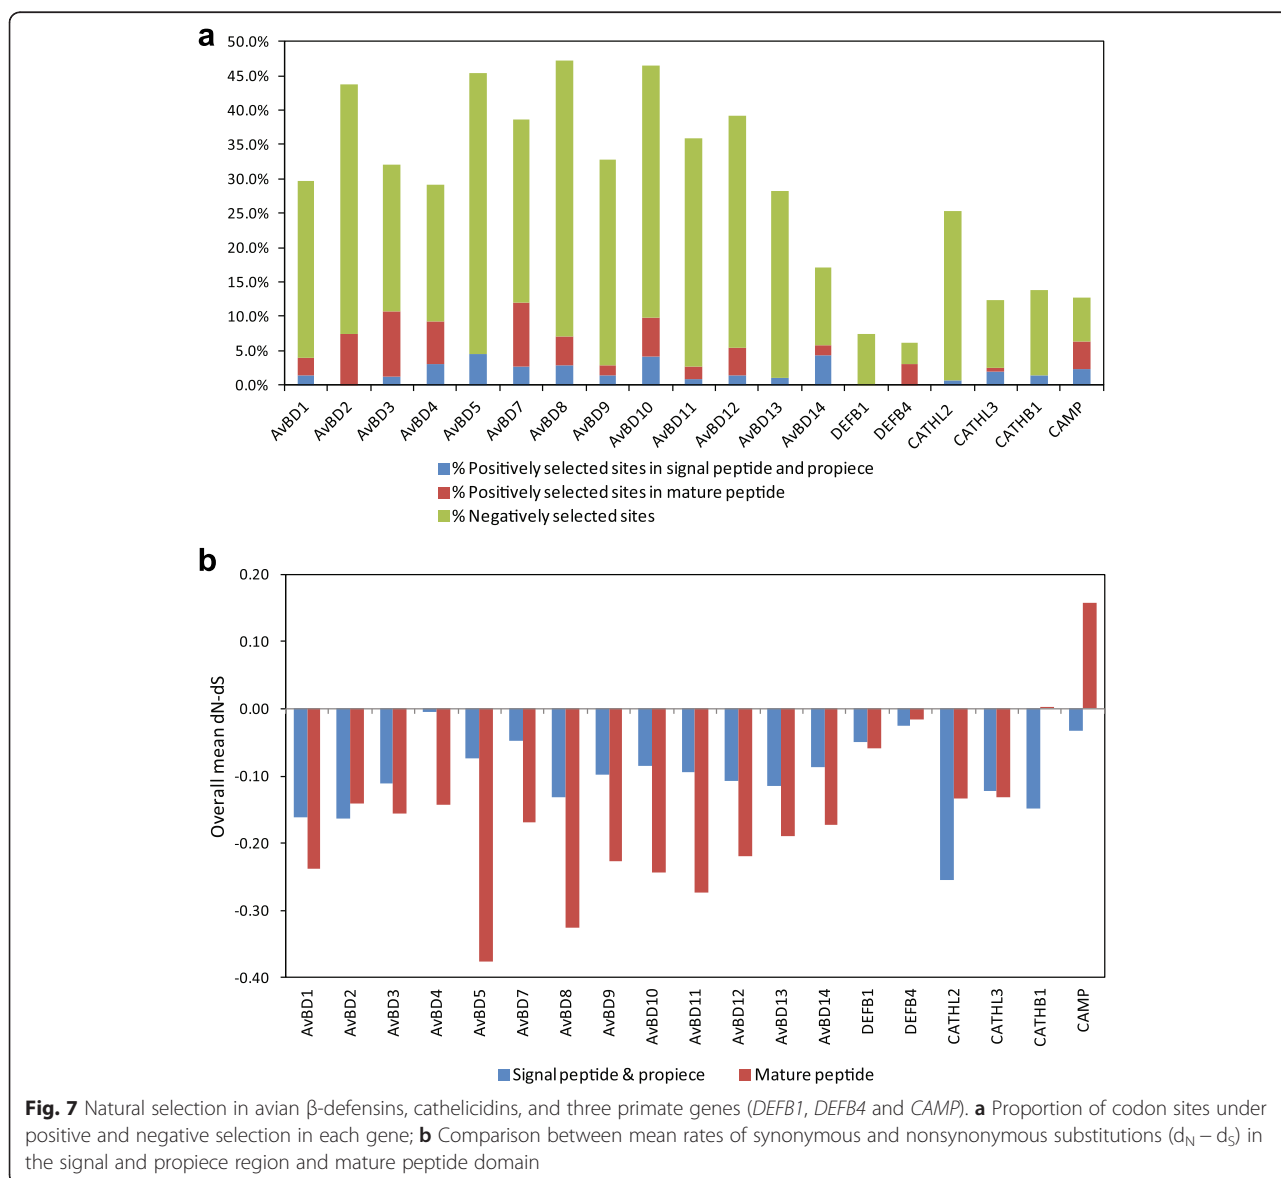 a
50.0%
45.0%
40.0%
35.0%
30.0%
25.0%
20.0%
15.0%
10.0%
5.0%
0.0%
AvBD1 AvBD2 AvBD3 AvBD4 AvBD5 AvBD7 AvBD8 AvBD9 AvBD10 AvBD11 AvBD12 AvBD13 AvBD14 DEFB1 DEFB4 CATHL2 CATHL3 CATHB1 CAMP
% Positively selected sites in signal peptide and propiece
% Positively selected sites in mature peptide
% Negatively selected sites
b
Overall mean dN-dS
0.20
0.10
0.00
-0.10
-0.20
-0.30
-0.40
AvBD1 AvBD2 AvBD3 AvBD4 AvBD5 AvBD7 AvBD8 AvBD9 AvBD10 AvBD11 AvBD12 AvBD13 AvBD14 DEFB1 DEFB4 CATHL2 CATHL3 CATHB1 CAMP
Signal peptide & propiece Mature peptide
Fig. 7 Natural selection in avian β-defensins, cathelicidins, and three primate genes (DEFB1, DEFB4 and CAMP). a Proportion of codon sites under
positive and negative selection in each gene; b Comparison between mean rates of synonymous and nonsynonymous substitutions (dN − dS) in
the signal and propiece region and mature peptide domain